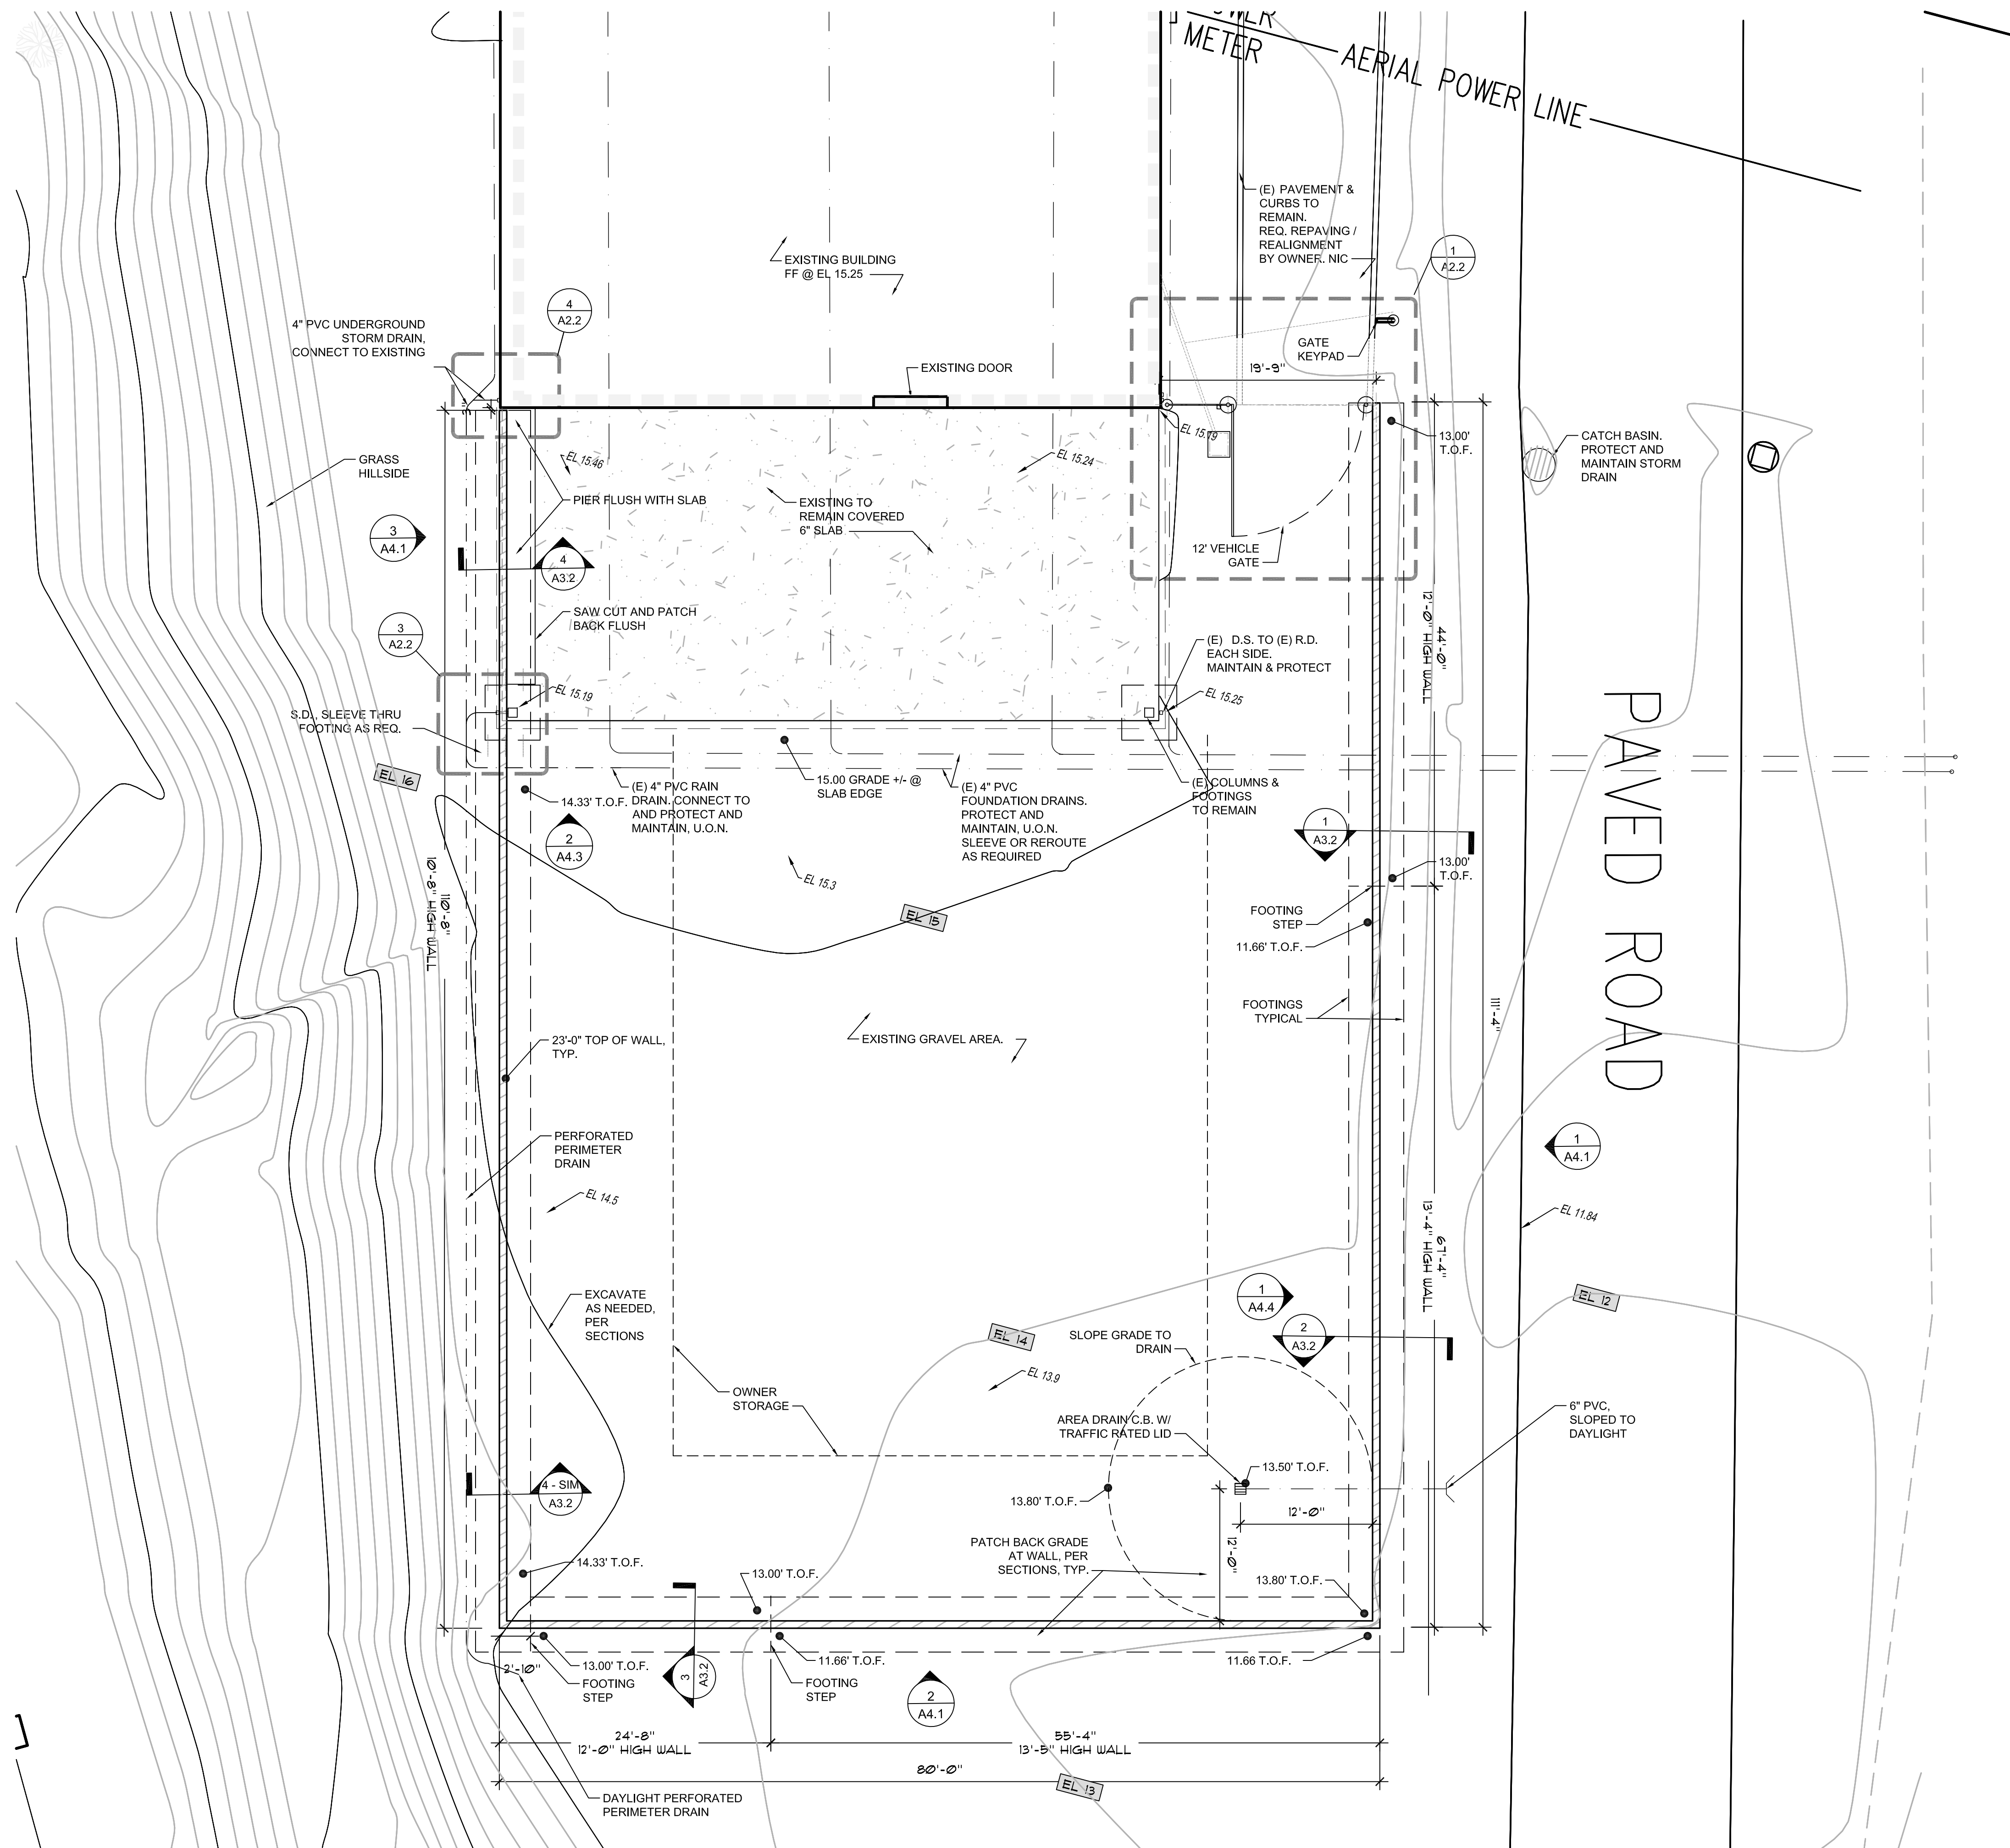 METER
AERIAL POWER LINE
(E) PAVEMENT &
CURBS TO
REMAIN.
REQ. REPAVING /
REALIGNMENT
BY OWNER. NIC
1
A2.2
EXISTING BUILDING
FF @ EL 15.25
4
A2.2
4" PVC UNDERGROUND
STORM DRAIN,
CONNECT TO EXISTING
GATE
KEYPAD
19'-9"
EXISTING DOOR
EL 15.19
13.00'
T.O.F.
CATCH BASIN.
PROTECT AND
MAINTAIN STORM
DRAIN
GRASS
HILLSIDE
EL 15.46
EL 15.24
PIER FLUSH WITH SLAB
EXISTING TO
REMAIN COVERED
6" SLAB
3
A4.1
4
A3.2
12' VEHICLE
GATE
SAW CUT AND PATCH
BACK FLUSH
3
A2.2
44'-0"
12'-0" HIGH WALL
(E) D.S. TO (E) R.D.
EACH SIDE.
MAINTAIN & PROTECT
EL 15.19
EL 15.25
S.D., SLEEVE THRU
FOOTING AS REQ.
EL 16
PAVED ROAD
14.33' T.O.F.
(E) 4" PVC RAIN
DRAIN. CONNECT TO
AND PROTECT AND
MAINTAIN, U.O.N.
15.00 GRADE +/- @
SLAB EDGE
(E) 4" PVC
FOUNDATION DRAINS.
PROTECT AND
MAINTAIN, U.O.N.
SLEEVE OR REROUTE
AS REQUIRED
(E) COLUMNS &
FOOTINGS
TO REMAIN
1
A3.2
2
A4.3
13.00'
T.O.F.
EL 15.3
110'-8"
10'-8" HIGH WALL
EL 15
FOOTING
STEP
11.66' T.O.F.
FOOTINGS
TYPICAL
111'-4"
23'-0" TOP OF WALL,
TYP.
EXISTING GRAVEL AREA.
PERFORATED
PERIMETER
DRAIN
1
A4.1
EL 14.5
EL 11.84
67'-4"
13'-4" HIGH WALL
EXCAVATE
AS NEEDED,
PER
SECTIONS
1
A4.4
EL 12
EL 14
SLOPE GRADE TO
DRAIN
2
A3.2
EL 13.9
OWNER
STORAGE
AREA DRAIN C.B. W/
TRAFFIC RATED LID
6" PVC,
SLOPED TO
DAYLIGHT
13.50' T.O.F.
4 - SIM
A3.2
13.80' T.O.F.
12'-0"
12'-0"
PATCH BACK GRADE
AT WALL, PER
SECTIONS, TYP.
14.33' T.O.F.
13.00' T.O.F.
13.80' T.O.F.
2'-10"
13.00' T.O.F.
FOOTING
STEP
3
A3.2
11.66' T.O.F.
FOOTING
STEP
11.66 T.O.F.
2
A4.1
24'-8"
12'-0" HIGH WALL
55'-4"
13'-5" HIGH WALL
80'-0"
EL 13
DAYLIGHT PERFORATED
PERIMETER DRAIN